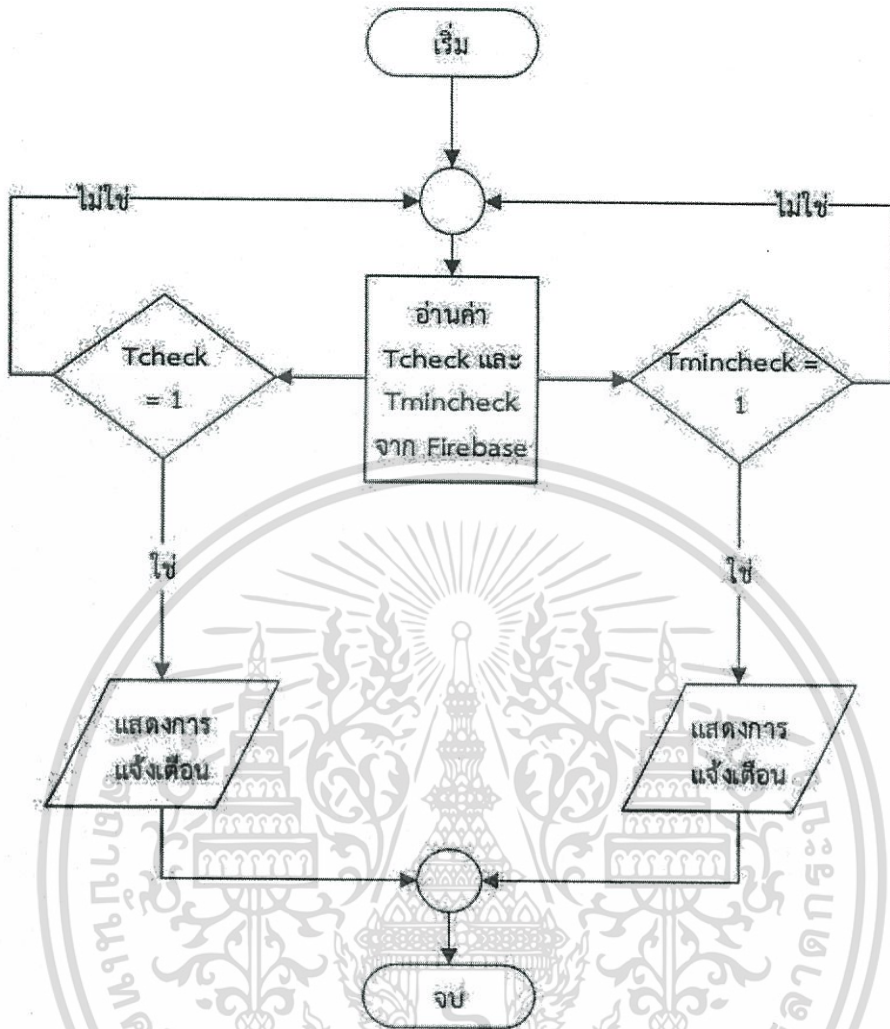 เริ่ม
ไม่ใช่
ไม่ใช่
อ่านค่า
Tcheck และ
Tmincheck
จาก Firebase
Tcheck
= 1
Tmincheck =
1
ใช่
ใช่
แสดงการ
แจ้งเตือน
แสดงการ
แจ้งเตือน
จบ